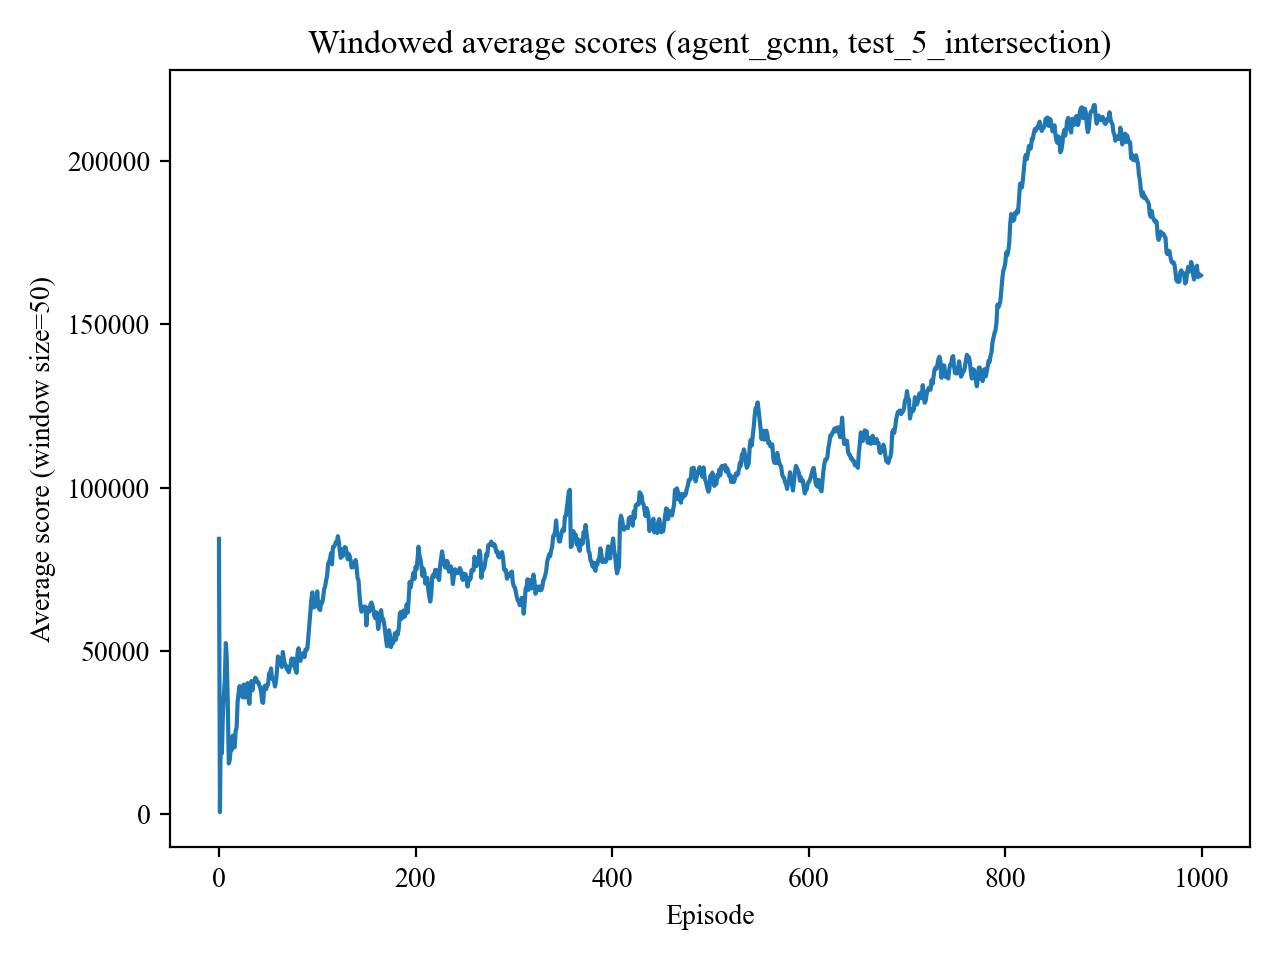 Windowed average scores (agent_gcnn, test_5_intersection)
Average score (window size=50)
200000
150000
100000
50000
0
0 200 400 600 800 1000
Episode